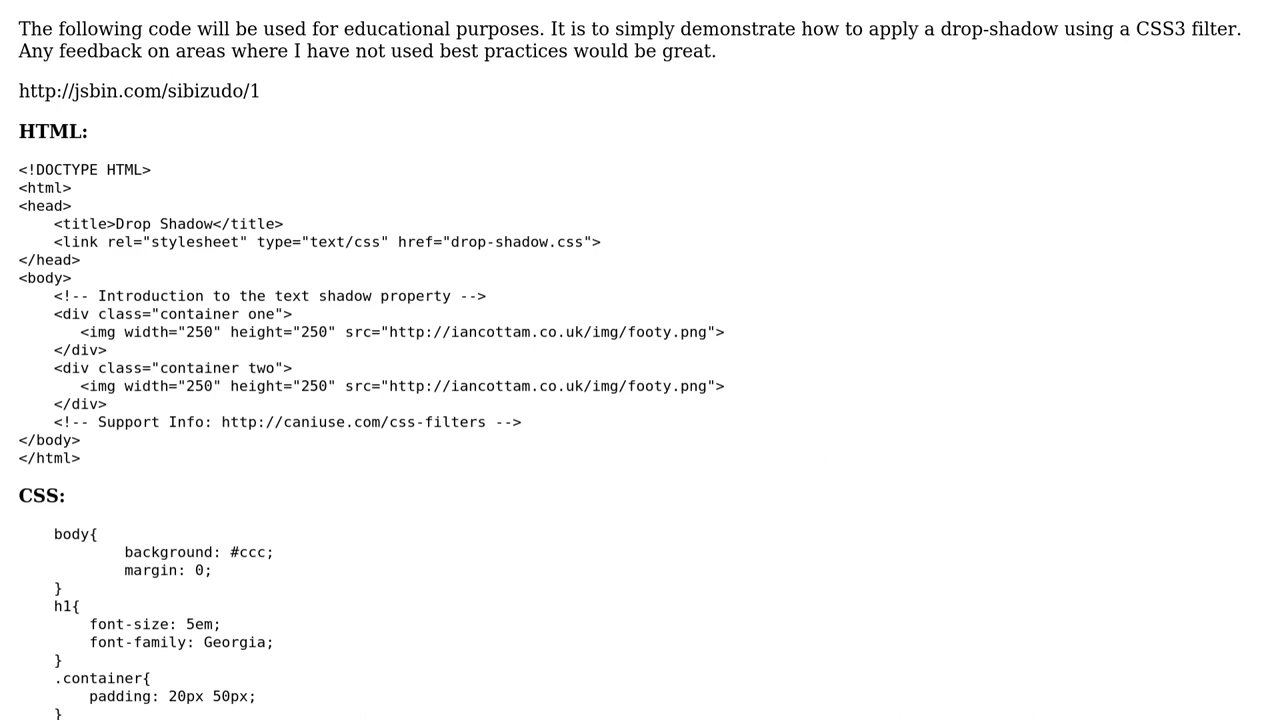 The following code will be used for educational purposes. It is to simply demonstrate how to apply a drop-shadow using a CSS3 filter.
Any feedback on areas where I have not used best practices would be great.
http://jsbin.com/sibizudo/1
HTML:
<!DOCTYPE HTML>
<html>
<head>
    <title>Drop Shadow</title>
    <link rel="stylesheet" type="text/css" href="drop-shadow.css">
</head>
<body>
    <!-- Introduction to the text shadow property -->
    <div class="container one">
       <img width="250" height="250" src="http://iancottam.co.uk/img/footy.png">
    </div>
    <div class="container two">
       <img width="250" height="250" src="http://iancottam.co.uk/img/footy.png">
    </div>
    <!-- Support Info: http://caniuse.com/css-filters -->
</body>
</html>
CSS:
    body{
            background: #ccc;
            margin: 0;
    }
    h1{
        font-size: 5em;
        font-family: Georgia;
    }
    .container{
        padding: 20px 50px;
    }